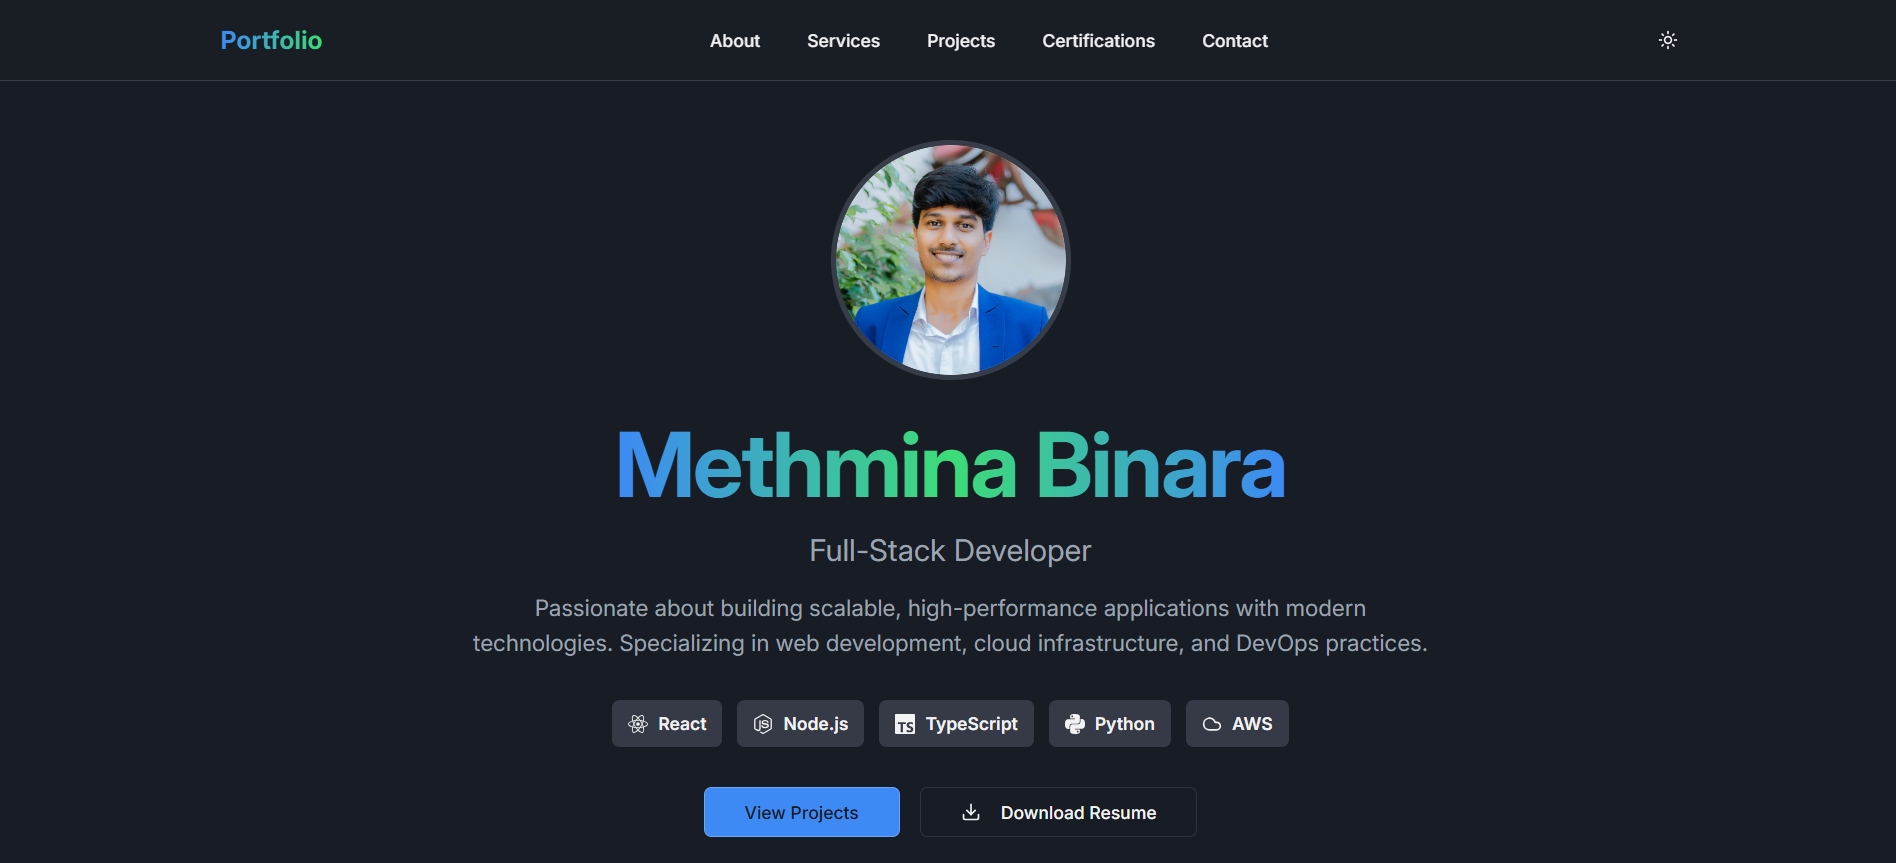 Portfolio
About
Services
Projects
Certifications
Contact
Methmina Binara
Full-Stack Developer
Passionate about building scalable, high-performance applications with modern
technologies. Specializing in web development, cloud infrastructure, and DevOps practices.
React
JS Node.js
TS TypeScript
Python
AWS
View Projects
Download Resume